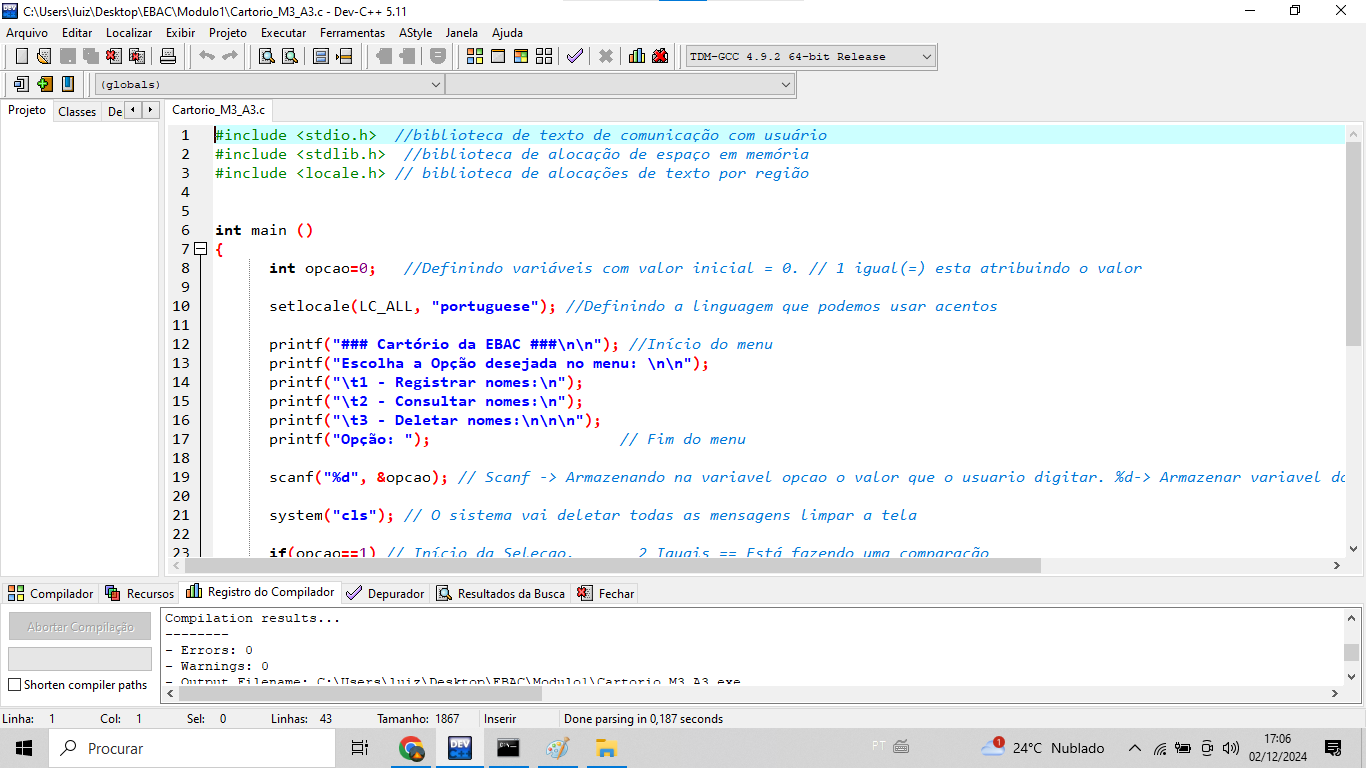 C:\Users\luiz\Desktop\EBAC\Modulo1\Cartorio_M3_A3.c - Dev-C++ 5.11
Arquivo Editar Localizar Exibir Projeto Executar Ferramentas AStyle Janela Ajuda
TDM-GCC 4.9.2 64-bit Release
(globals)
Projeto Classes De
Cartorio_M3_A3.c
1 #include <stdio.h> //biblioteca de texto de comunicação com usuário
2 #include <stdlib.h> //biblioteca de alocação de espaço em memória
3 #include <locale.h> // biblioteca de alocações de texto por região
4
5
6 int main ()
7 {
8 int opcao=0; //Definindo variáveis com valor inicial = 0. // 1 igual(=) esta atribuindo o valor
9
10 setlocale(LC_ALL, "portuguese"); //Definindo a linguagem que podemos usar acentos
11
12 printf("### Cartório da EBAC ###\n\n"); //Início do menu
13 printf("Escolha a Opção desejada no menu: \n\n");
14 printf("\t1 - Registrar nomes:\n");
15 printf("\t2 - Consultar nomes:\n");
16 printf("\t3 - Deletar nomes:\n\n\n");
17 printf("Opção: "); // Fim do menu
18
19 scanf("%d", &opcao); // Scanf -> Armazenando na variavel opcao o valor que o usuario digitar. %d-> Armazenar variavel do
20
21 system("cls"); // O sistema vai deletar todas as mensagens limpar a tela
22
23 if(opcao==1) // Início da Seleçao. 2 Iguais == Está fazendo uma comparação
Compilador Recursos Registro do Compilador Depurador Resultados da Busca Fechar
Abortar Compilação
Shorten compiler paths
Compilation results...
--------
- Errors: 0
- Warnings: 0
- Output Filename: C:\Users\luiz\Desktop\EBAC\Modulo1\Cartorio_M3_A3.exe
Linha: 1 Col: 1 Sel: 0 Linhas: 43 Tamanho: 1867 Inserir Done parsing in 0,187 seconds
Procurar
DEV
PT
1
24°C Nublado
17:06
02/12/2024